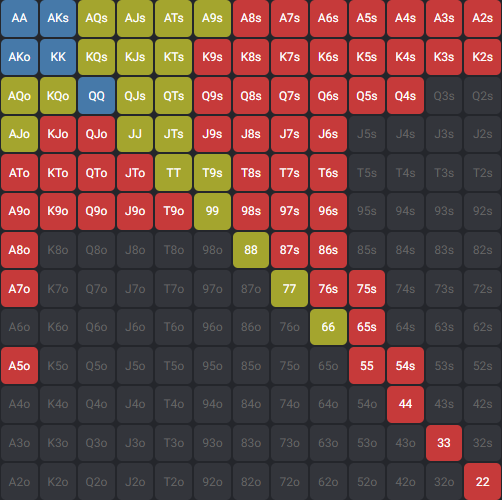 AA AKs AQs AJs ATs A9s A8s A7s A6s A5s A4s A3s A2s
AKo KK KQs KJs KTs K9s K8s K7s K6s K5s K4s K3s K2s
AQo KQo QQ QJs QTs Q9s Q8s Q7s Q6s Q5s Q4s Q3s Q2s
AJo KJo QJo JJ JTs J9s J8s J7s J6s J5s J4s J3s J2s
ATo KTo QTo JTo TT T9s T8s T7s T6s T5s T4s T3s T2s
A9o K9o Q9o J9o T9o 99 98s 97s 96s 95s 94s 93s 92s
A8o K8o Q8o J8o T8o 98o 88 87s 86s 85s 84s 83s 82s
A7o K7o Q7o J7o T7o 97o 87o 77 76s 75s 74s 73s 72s
A6o K6o Q6o J6o T6o 96o 86o 76o 66 65s 64s 63s 62s
A5o K5o Q5o J5o T5o 95o 85o 75o 65o 55 54s 53s 52s
A4o K4o Q4o J4o T4o 94o 84o 74o 64o 54o 44 43s 42s
A3o K3o Q3o J3o T3o 93o 83o 73o 63o 53o 43o 33 32s
A2o K2o Q2o J2o T2o 92o 82o 72o 62o 52o 42o 32o 22